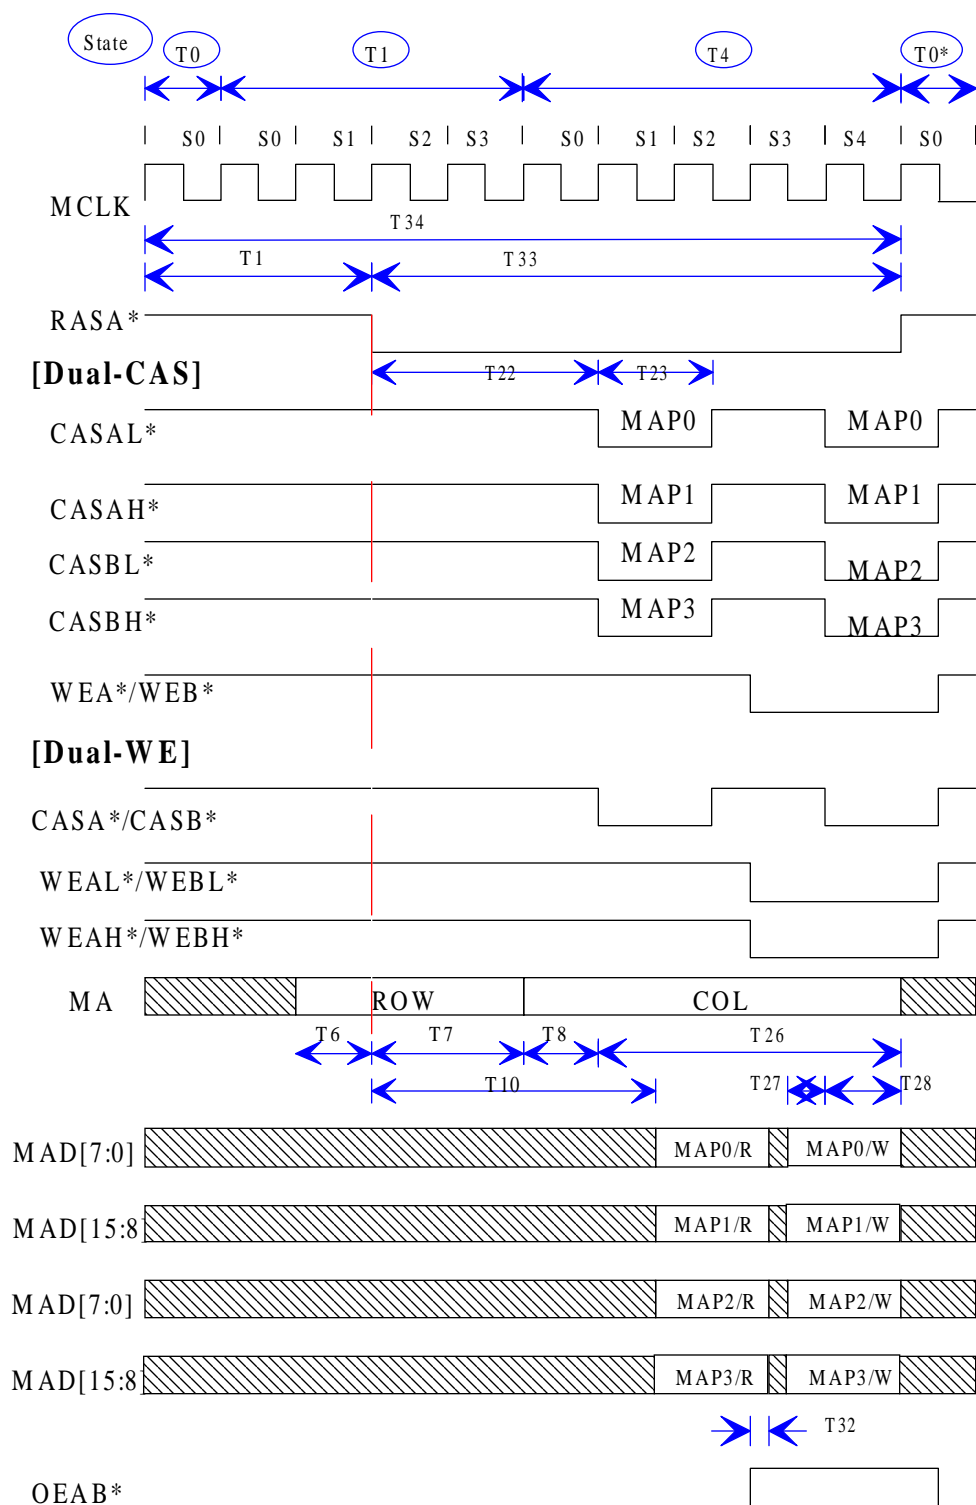 State
T0 T1 T4 T0*
S0 S0 S1 S2 S3 S0 S1 S2 S3 S4 S0
MCLK
T34
T1 T33
RASA*
[Dual-CAS]
T22 T23
CASAL* MAP0 MAP0
CASAH* MAP1 MAP1
CASBL* MAP2 MAP2
CASBH* MAP3 MAP3
WEA*/WEB*
[Dual-WE]
CASA*/CASB*
WEAL*/WEBL*
WEAH*/WEBH*
MA ROW COL
T6 T7 T8 T26
T10 T27 T28
MAD[7:0] MAP0/R MAP0/W
MAD[15:8] MAP1/R MAP1/W
MAD[7:0] MAP2/R MAP2/W
MAD[15:8] MAP3/R MAP3/W
T32
OEAB*